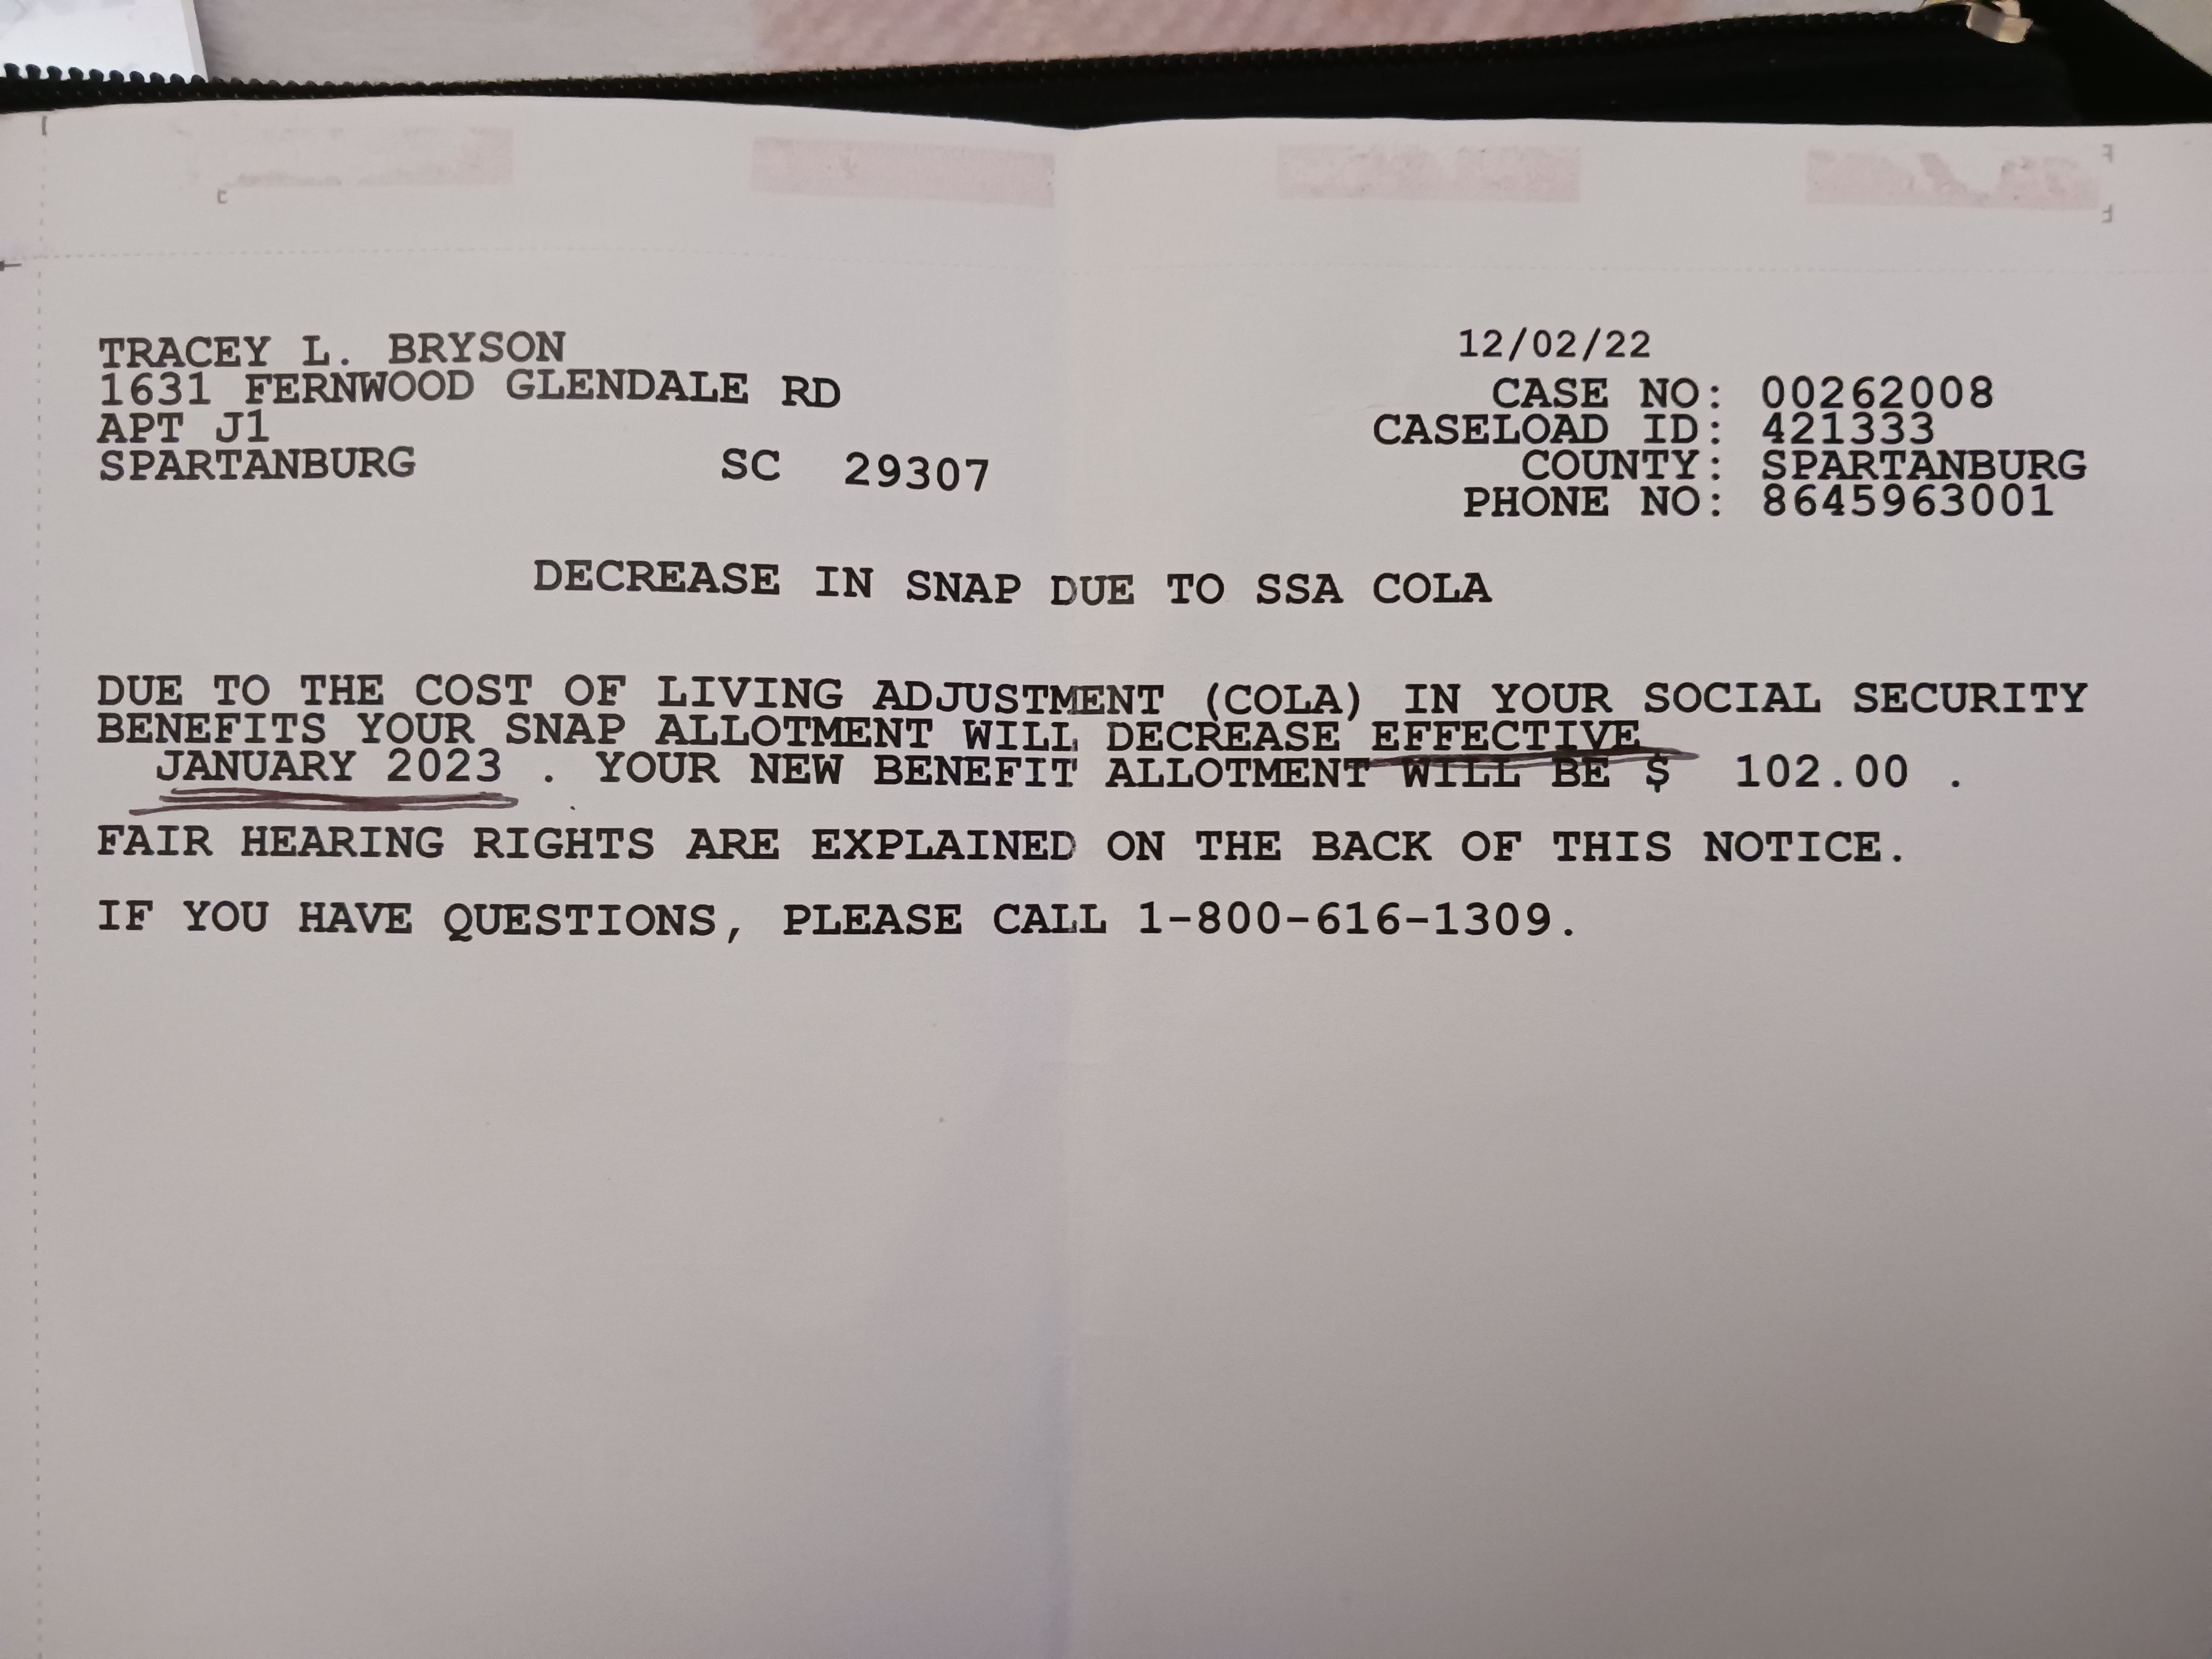 TRACEY L. BRYSON
1631 FERNWOOD GLENDALE RD
APT J1
SPARTANBURG SC 29307
12/02/22
CASE NO: 00262008
CASELOAD ID: 421333
COUNTY: SPARTANBURG
PHONE NO: 8645963001
DECREASE IN SNAP DUE TO SSA COLA
DUE TO THE COST OF LIVING ADJUSTMENT (COLA) IN YOUR SOCIAL SECURITY
BENEFITS YOUR SNAP ALLOTMENT WILL DECREASE EFFECTIVE
JANUARY 2023 . YOUR NEW BENEFIT ALLOTMENT WILL BE $ 102.00 .
FAIR HEARING RIGHTS ARE EXPLAINED ON THE BACK OF THIS NOTICE.
IF YOU HAVE QUESTIONS, PLEASE CALL 1-800-616-1309.